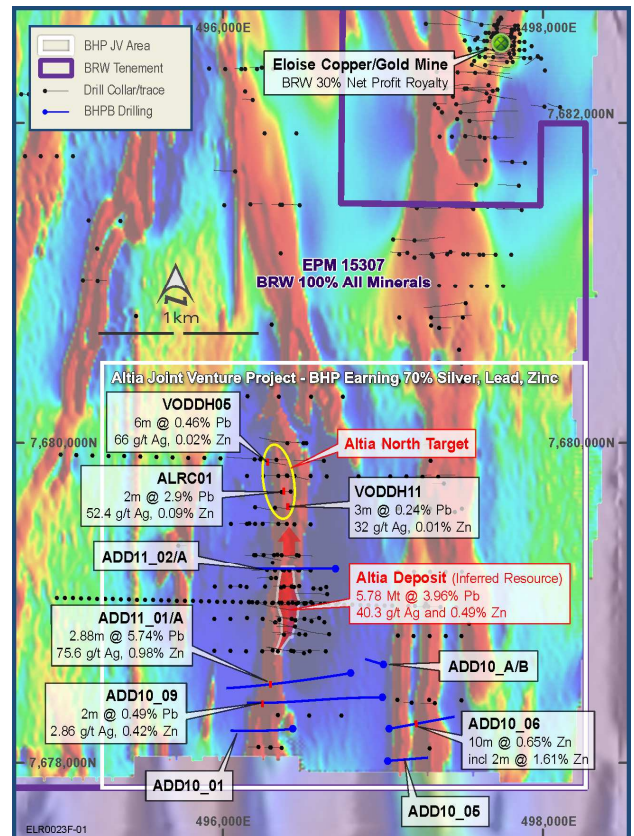 496,000E
498,000E
BHP JV Area
BRW Tenement
Drill Collar/trace
BHPB Drilling
Eloise Copper/Gold Mine
BRW 30% Net Profit Royalty
7,682,000N
EPM 15307
BRW 100% All Minerals
N
1km
Altia Joint Venture Project - BHP Earning 70% Silver, Lead, Zinc
VODDH05
6m @ 0.46% Pb
66 g/t Ag, 0.02% Zn
7,680,000N
7,680,000N
Altia North Target
ALRC01
2m @ 2.9% Pb
52.4 g/t Ag, 0.09% Zn
VODDH11
3m @ 0.24% Pb
32 g/t Ag, 0.01% Zn
ADD11_02/A
Altia Deposit (Inferred Resource)
5.78 Mt @ 3.96% Pb
40.3 g/t Ag and 0.49% Zn
ADD11_01/A
2.88m @ 5.74% Pb
75.6 g/t Ag, 0.98% Zn
ADD10_A/B
ADD10_09
2m @ 0.49% Pb
2.86 g/t Ag, 0.42% Zn
ADD10_06
10m @ 0.65% Zn
incl 2m @ 1.61% Zn
7,678,000N
ADD10_01
ADD10_05
ELR0023F-01
496,000E
498,000E